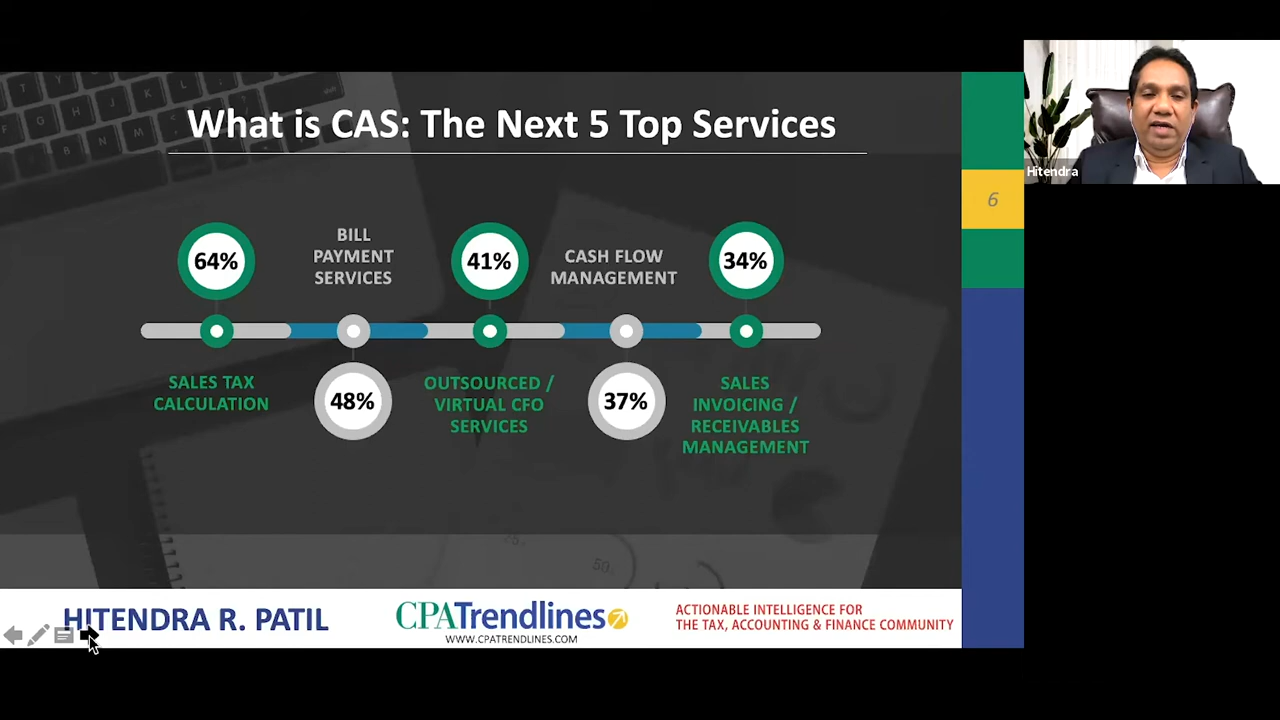 What is CAS: The Next 5 Top Services
Hitendra
6
64%
BILL
PAYMENT
SERVICES
41%
CASH FLOW
MANAGEMENT
34%
SALES TAX
CALCULATION
48%
OUTSOURCED /
VIRTUAL CFO
SERVICES
37%
SALES
INVOICING /
RECEIVABLES
MANAGEMENT
HITENDRA R. PATIL
CPATrendlines
WWW.CPATRENDLINES.COM
ACTIONABLE INTELLIGENCE FOR
THE TAX, ACCOUNTING & FINANCE COMMUNITY